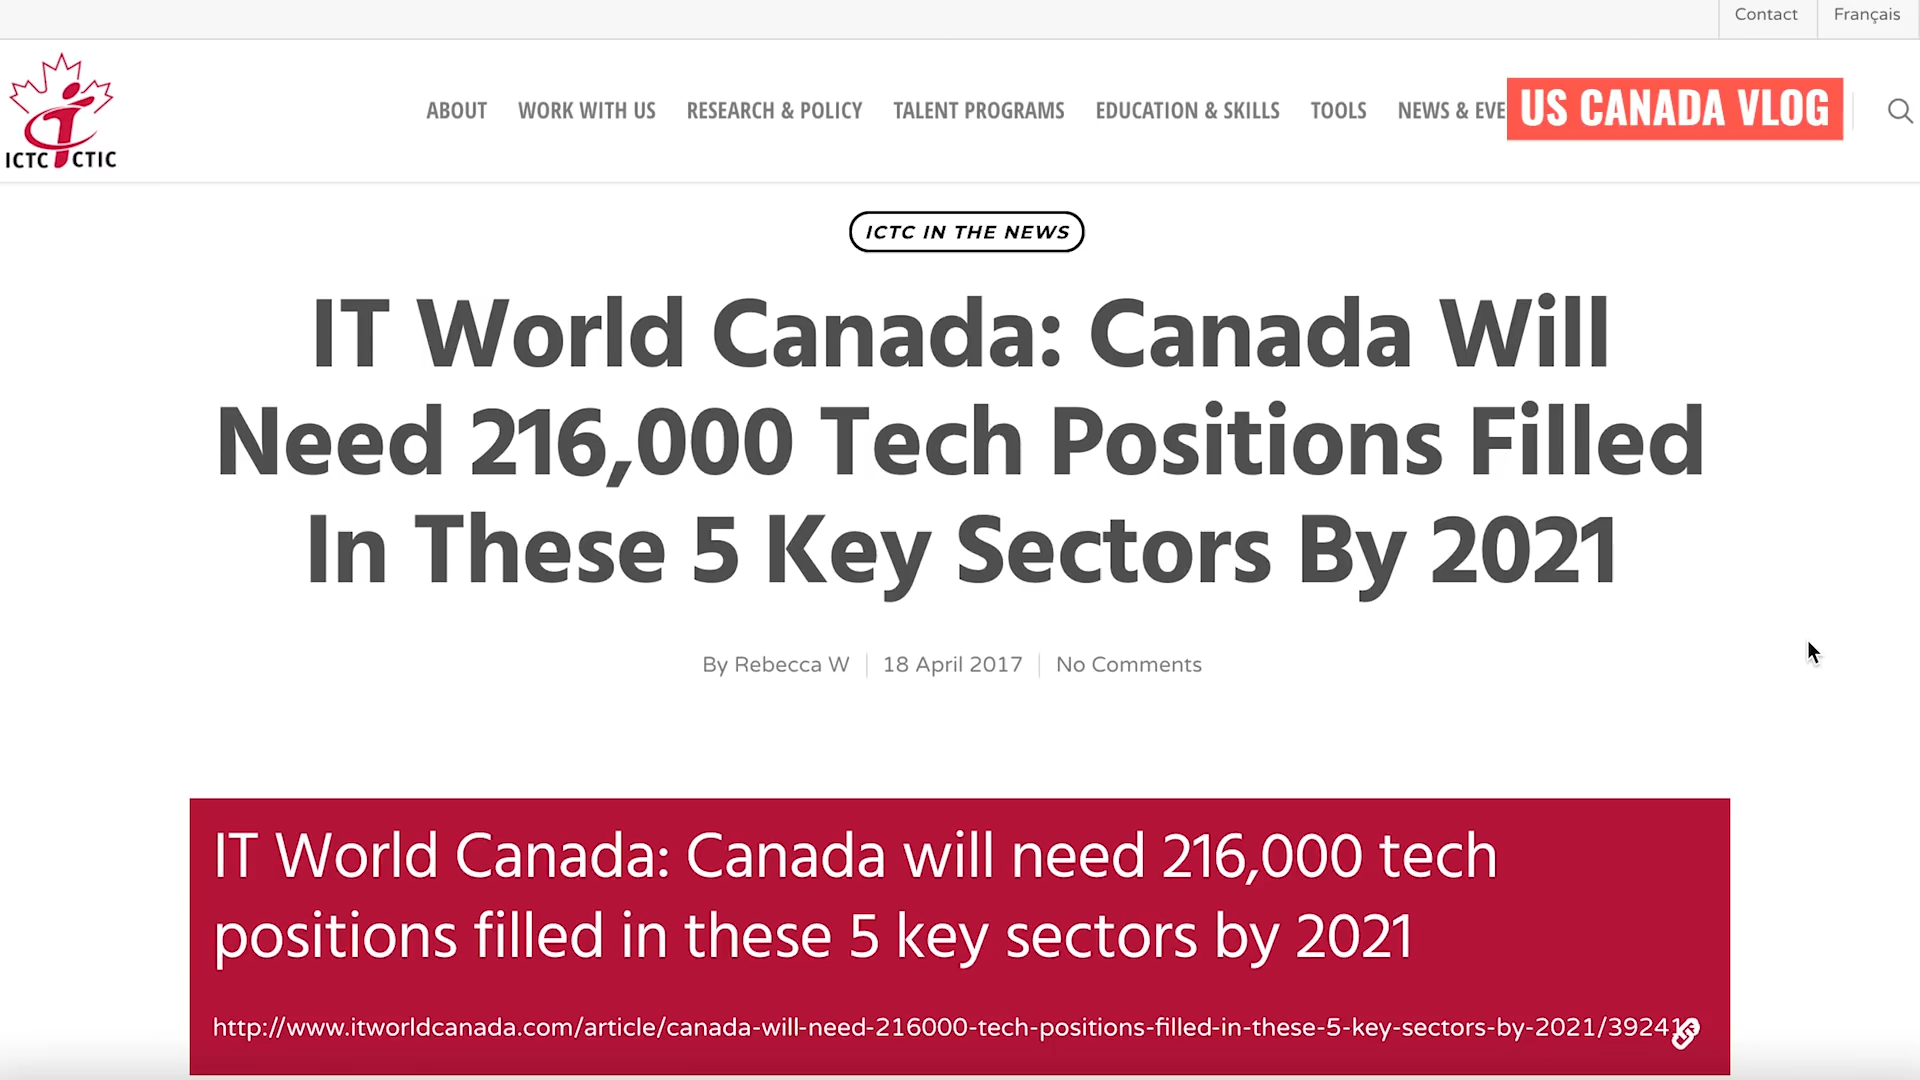 Contact Français
ICTC CTIC
ABOUT WORK WITH US RESEARCH & POLICY TALENT PROGRAMS EDUCATION & SKILLS TOOLS NEWS & EVE
US CANADA VLOG
ICTC IN THE NEWS
IT World Canada: Canada Will
Need 216,000 Tech Positions Filled
In These 5 Key Sectors By 2021
By Rebecca W 18 April 2017 No Comments
IT World Canada: Canada will need 216,000 tech
positions filled in these 5 key sectors by 2021
http://www.itworldcanada.com/article/canada-will-need-216000-tech-positions-filled-in-these-5-key-sectors-by-2021/39241